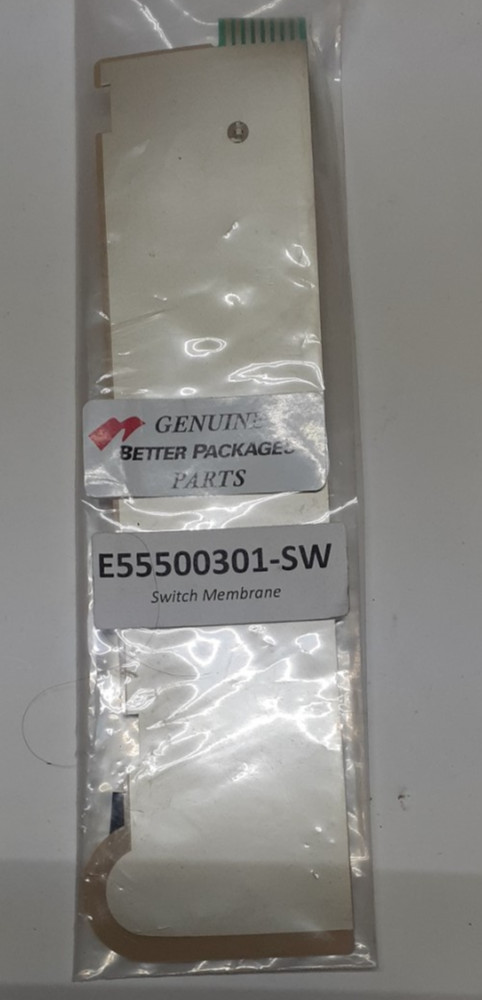 GENUINE
BETTER PACKAGES
PARTS
E55500301-SW
Switch Membrane